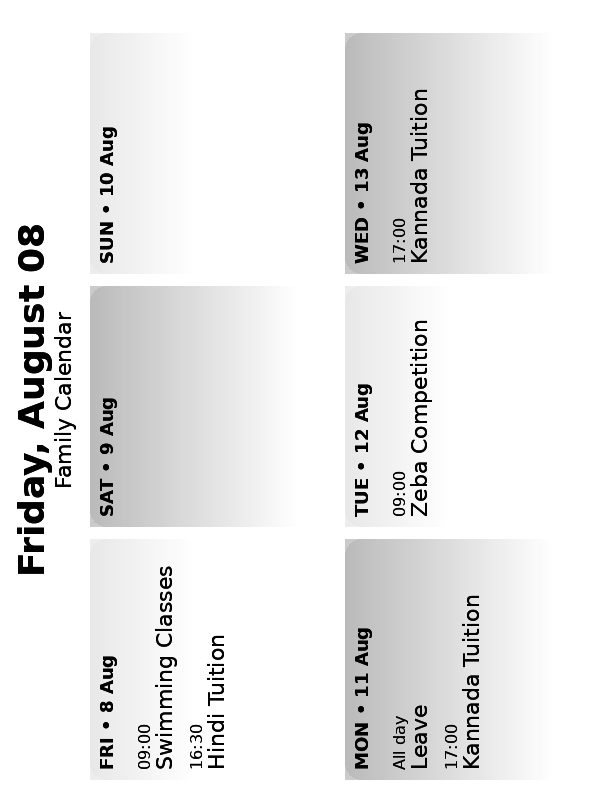 Friday, August 08
Family Calendar
FRI • 8 Aug
09:00
Swimming Classes
16:30
Hindi Tuition
SAT • 9 Aug
SUN • 10 Aug
MON • 11 Aug
All day
Leave
17:00
Kannada Tuition
TUE • 12 Aug
09:00
Zeba Competition
WED • 13 Aug
17:00
Kannada Tuition